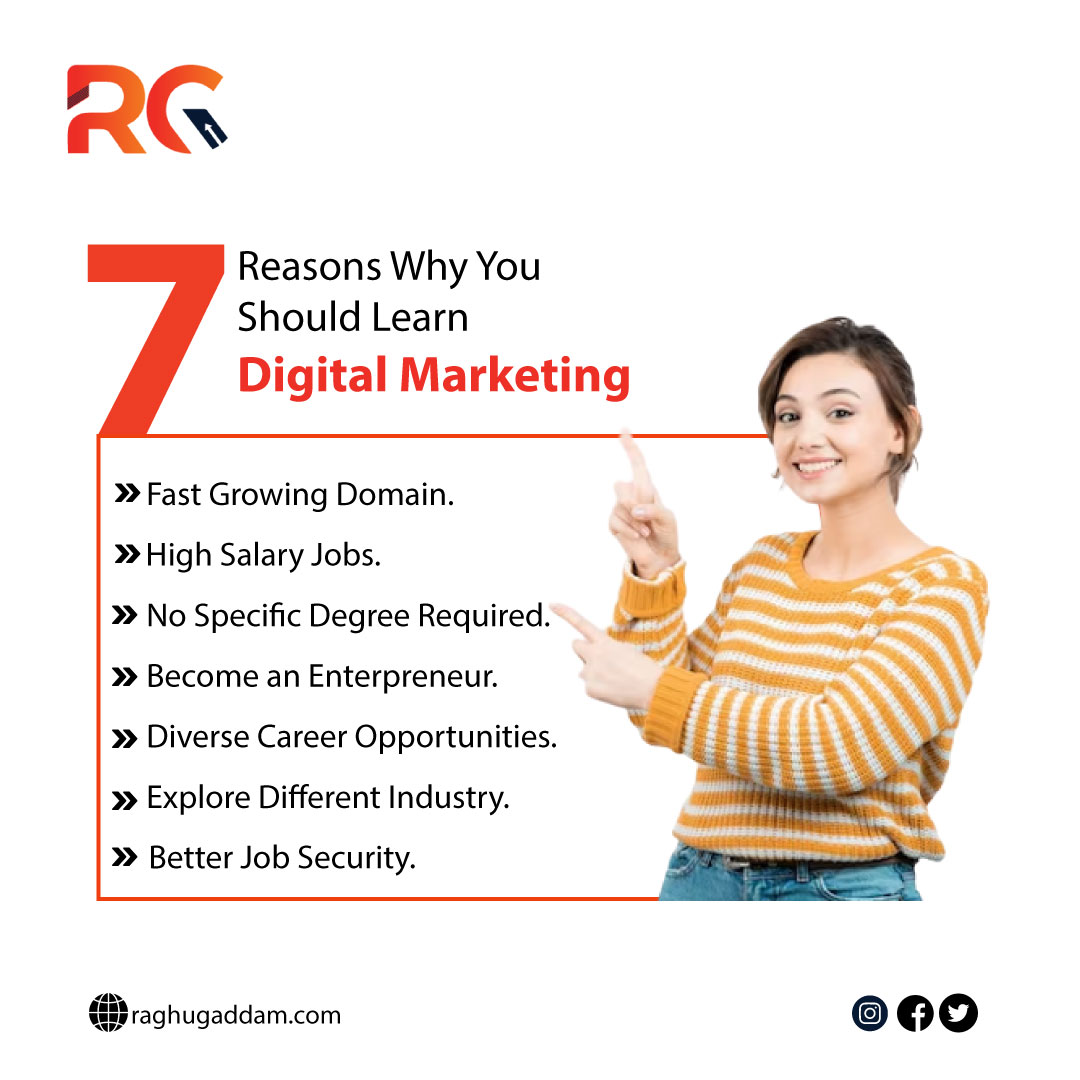 RG
7
Reasons Why You
Should Learn
Digital Marketing
Fast Growing Domain.
High Salary Jobs.
No Specific Degree Required.
Become an Enterpreneur.
Diverse Career Opportunities.
Explore Different Industry.
Better Job Security.
raghugaddam.com